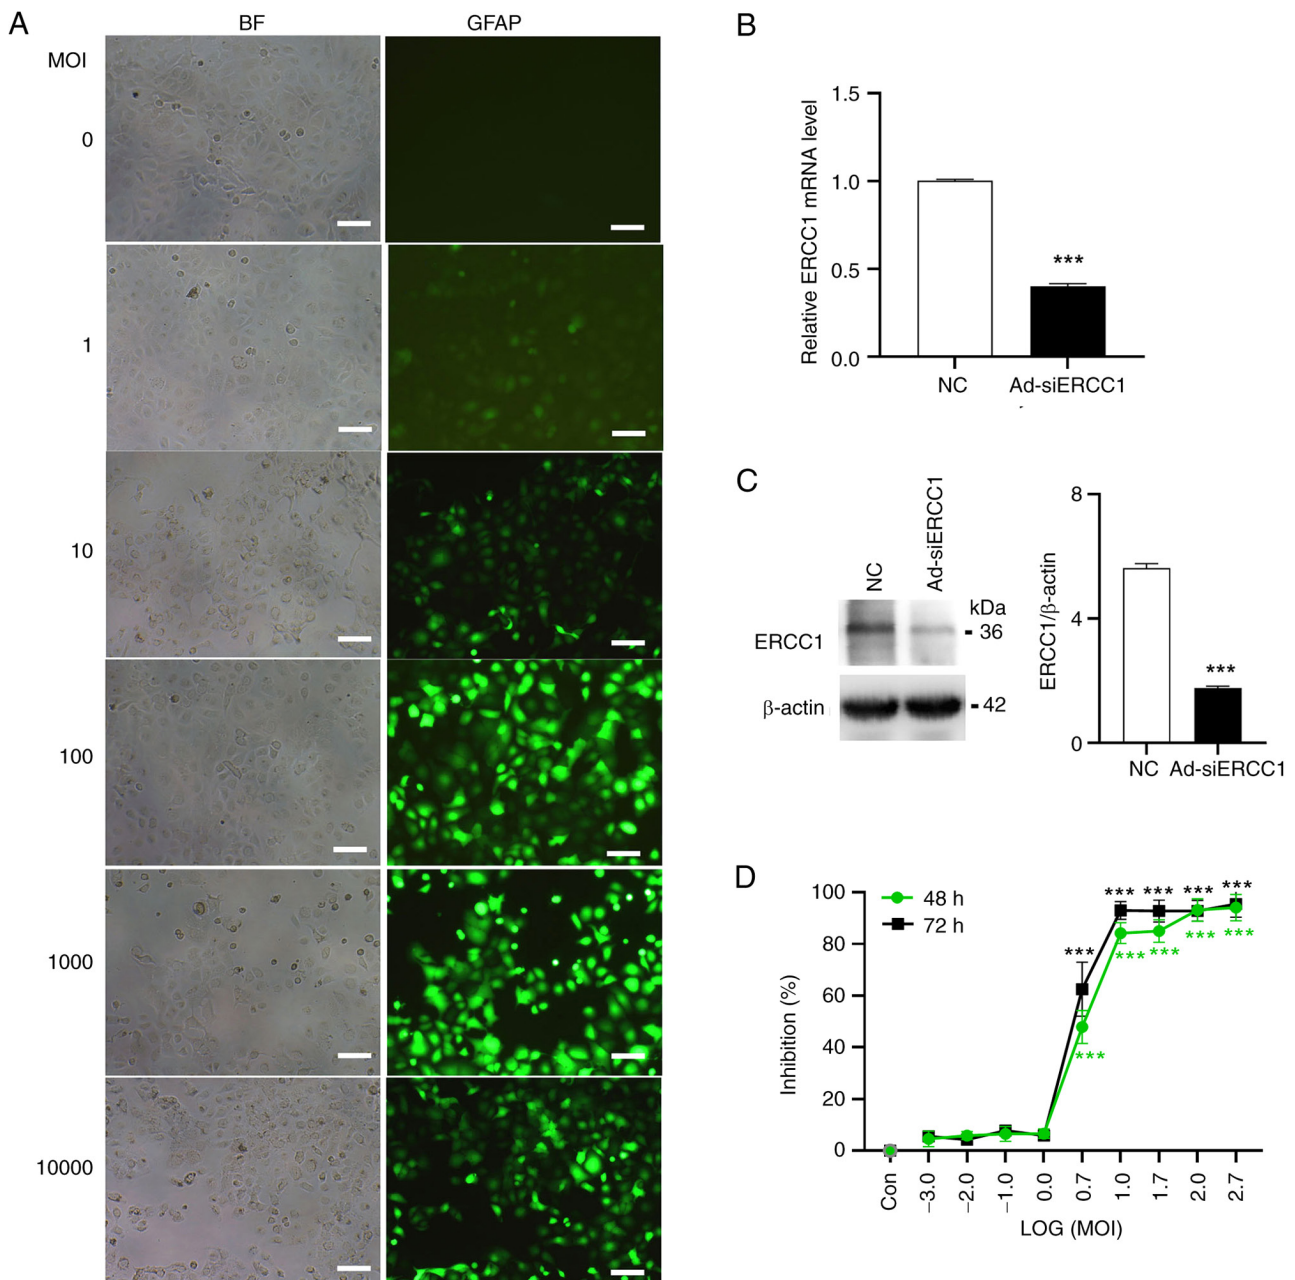 A
BF
GFAP
MOI
0
1
10
100
1000
10000
B
Relative ERCC1 mRNA level
1.5
1.0
0.5
0.0
***
NC
Ad-siERCC1
C
NC
Ad-siERCC1
kDa
ERCC1
36
β-actin
42
ERCC1/β-actin
8
4
0
***
NC
Ad-siERCC1
D
Inhibition (%)
100
80
60
40
20
0
48 h
72 h
*** *** *** *** ***
*** *** *** *** ***
Con
−3.0
−2.0
−1.0
0.0
0.7
1.0
1.7
2.0
2.7
LOG (MOI)